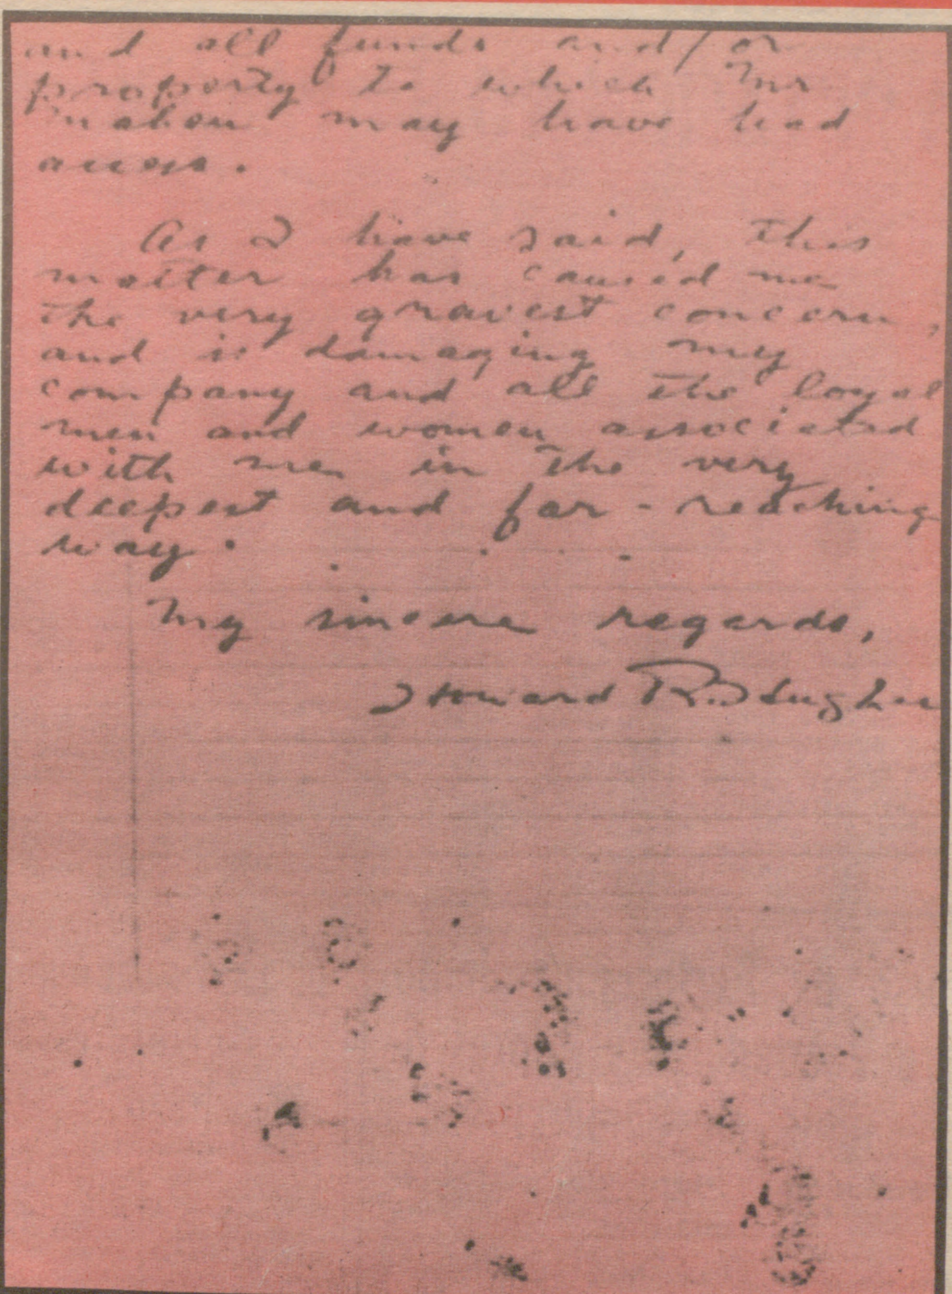 and all funds and/or
property to which Mr.
Maheu may have had
access.
As I have said, this
matter has caused me
the very gravest concern,
and is damaging my
company and all the loyal
men and women associated
with me in the very
deepest and far-reaching
way.
My sincere regards,
Howard R. Hughes